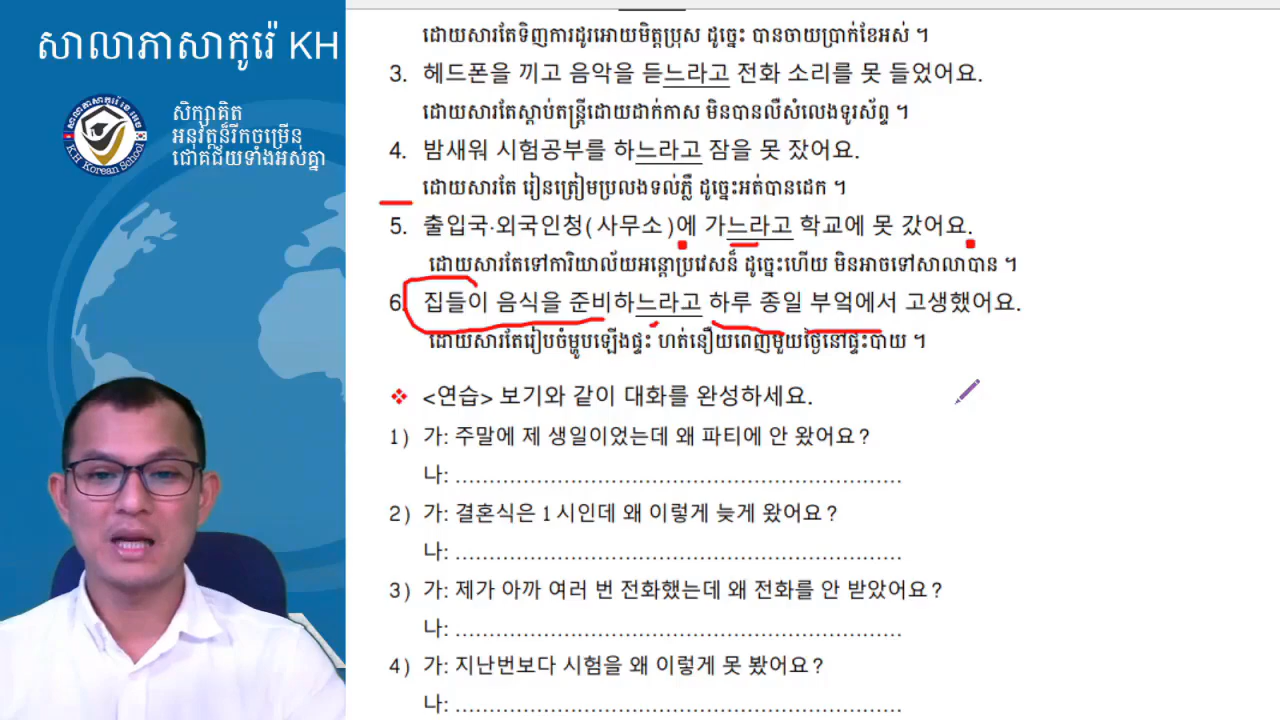 សាលាភាសាកូរ៉េ KH
សិក្សាគិត
អនុវត្តន៍រីកចម្រើន
ជោគជ័យទាំងអស់គ្នា
K.H Korean School
ដោយសារតែទិញការដូរអោយមិត្តប្រុស ដូច្នេះ បានចាយប្រាក់ខែអស់ ។
3. 헤드폰을 끼고 음악을 듣느라고 전화 소리를 못 들었어요.
ដោយសារតែស្តាប់តន្ត្រីដោយដាក់កាស មិនបានលឺសំលេងទូរស័ព្ទ ។
4. 밤새워 시험공부를 하느라고 잠을 못 잤어요.
ដោយសារតែ រៀនត្រៀមប្រលងទល់ភ្លឺ ដូច្នេះអត់បានដេក ។
5. 출입국·외국인청(사무소)에 가느라고 학교에 못 갔어요.
ដោយសារតែទៅការិយាល័យអន្តោប្រវេសន៏ ដូច្នេះហើយ មិនអាចទៅសាលាបាន ។
6. 집들이 음식을 준비하느라고 하루 종일 부엌에서 고생했어요.
ដោយសារតែរៀបចំម្ហូបឡើងផ្ទះ ហត់នឿយពេញមួយថ្ងៃនៅផ្ទះបាយ ។
❖ <연습> 보기와 같이 대화를 완성하세요.
1) 가: 주말에 제 생일이었는데 왜 파티에 안 왔어요?
나: ..................................................................
2) 가: 결혼식은 1시인데 왜 이렇게 늦게 왔어요?
나: ..................................................................
3) 가: 제가 아까 여러 번 전화했는데 왜 전화를 안 받았어요?
나: ..................................................................
4) 가: 지난번보다 시험을 왜 이렇게 못 봤어요?
나: ..................................................................